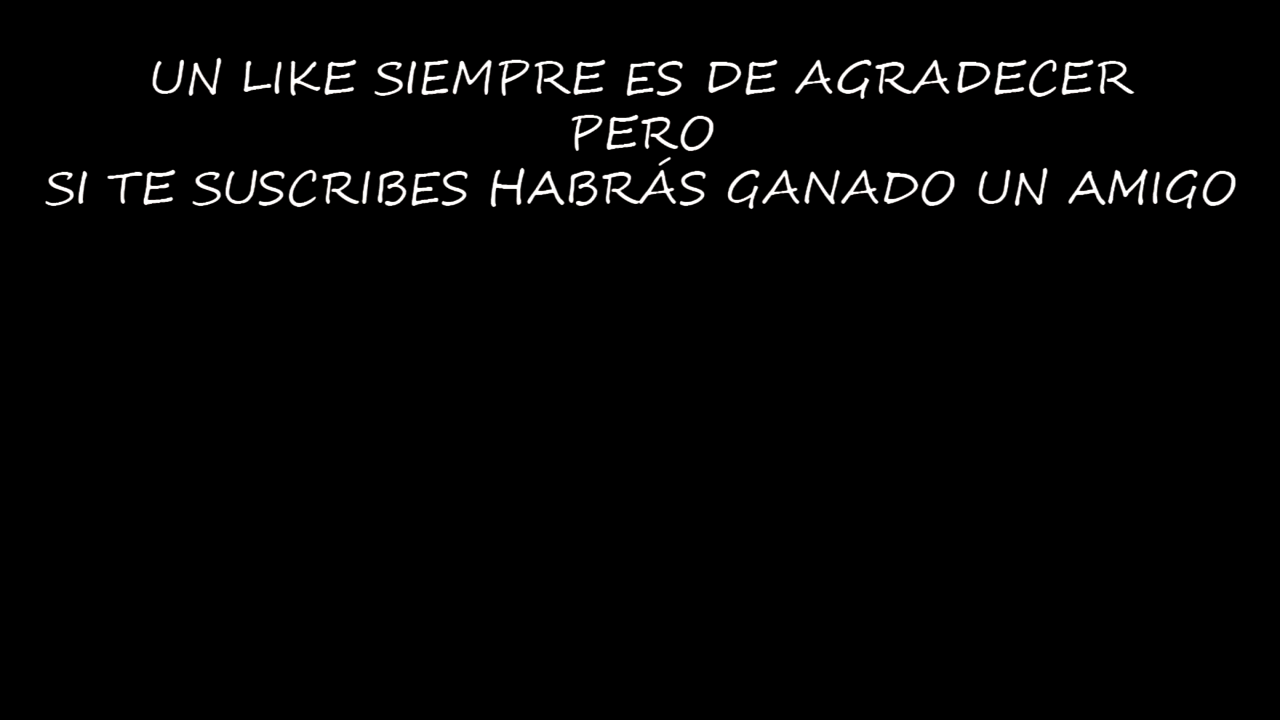 UN LIKE SIEMPRE ES DE AGRADECER
PERO
SI TE SUSCRIBES HABRÁS GANADO UN AMIGO